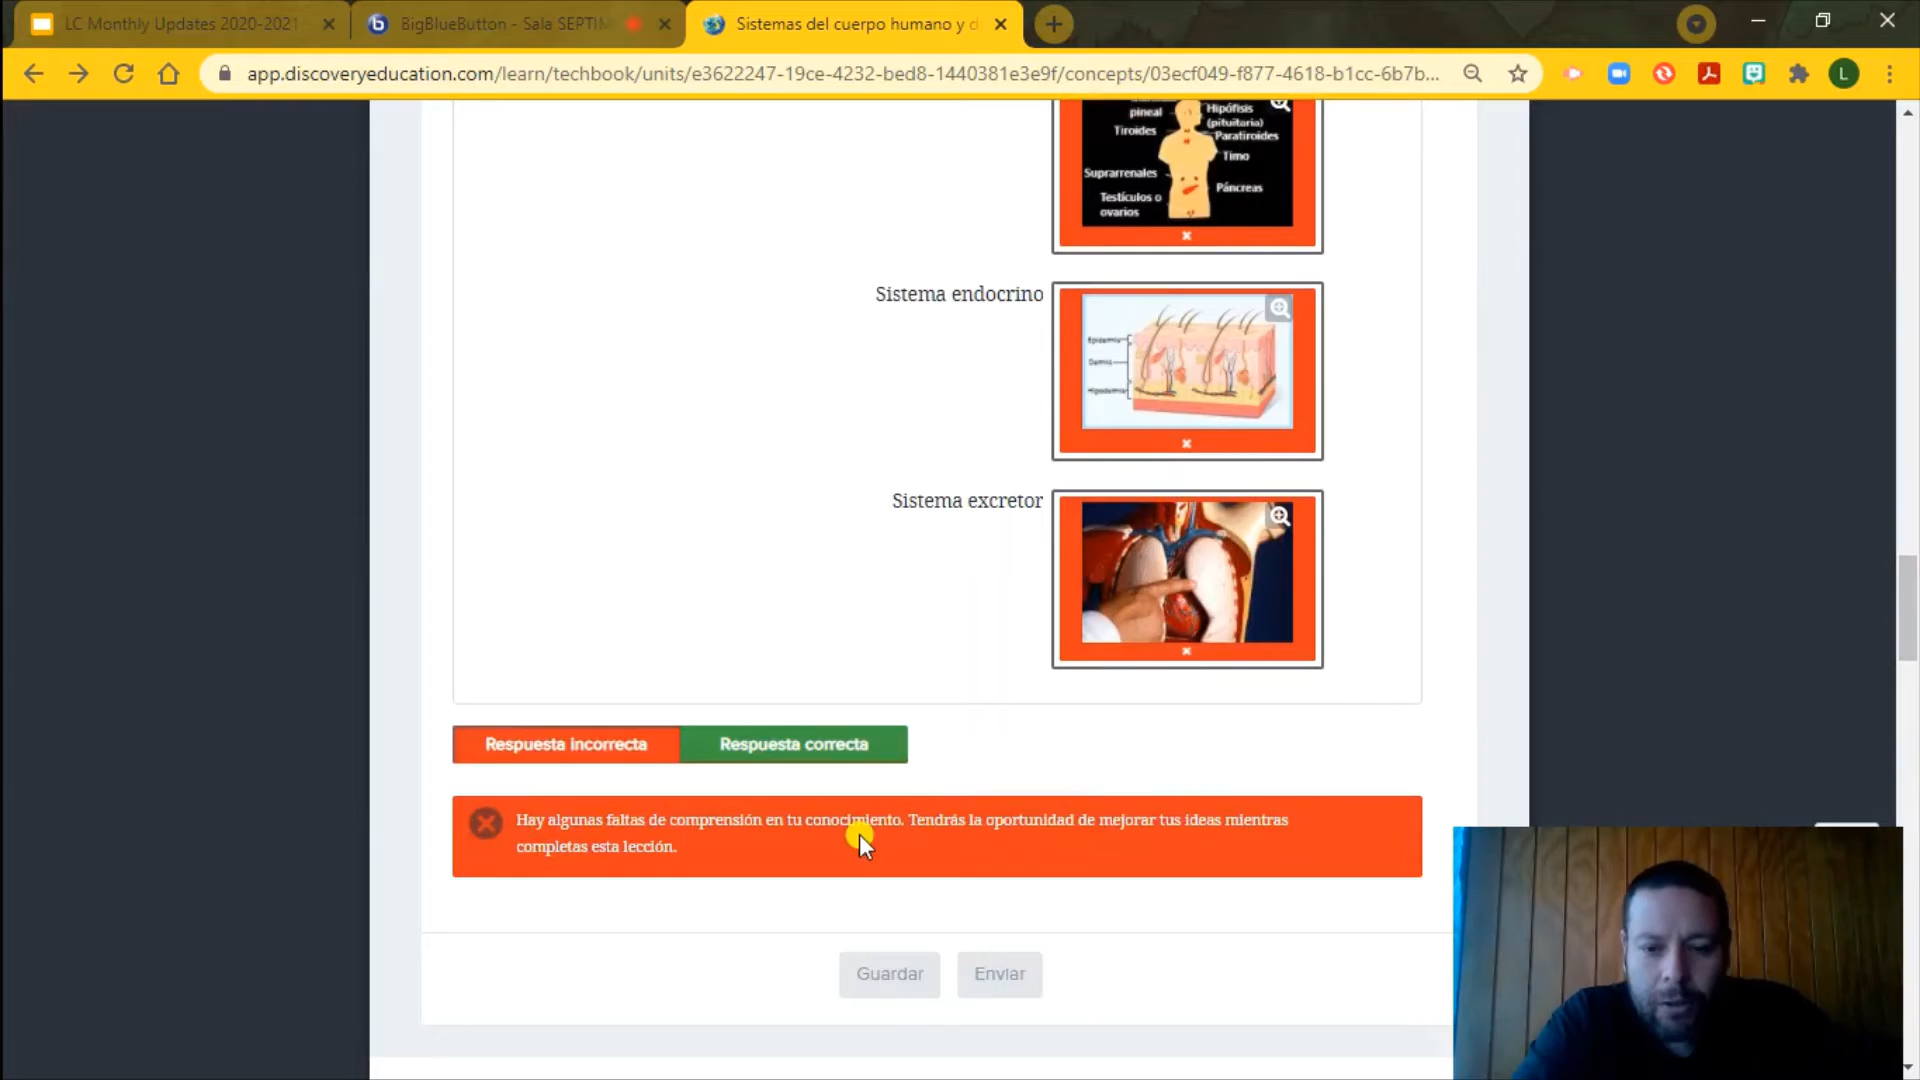 LC Monthly Updates 2020-2021
BigBlueButton - Sala SEPTIM
Sistemas del cuerpo humano y d
app.discoveryeducation.com/learn/techbook/units/e3622247-19ce-4232-bed8-1440381e3e9f/concepts/03ecf049-f877-4618-b1cc-6b7b...
L
pineal
Hipófisis
(pituitaria)
Tiroides
Paratiroides
Timo
Suprarrenales
Páncreas
Testículos o
ovarios
Sistema endocrino
Epidermis
Dermis
Hipodermis
Sistema excretor
Respuesta incorrecta
Respuesta correcta
Hay algunas faltas de comprensión en tu conocimiento. Tendrás la oportunidad de mejorar tus ideas mientras
completas esta lección.
Guardar
Enviar